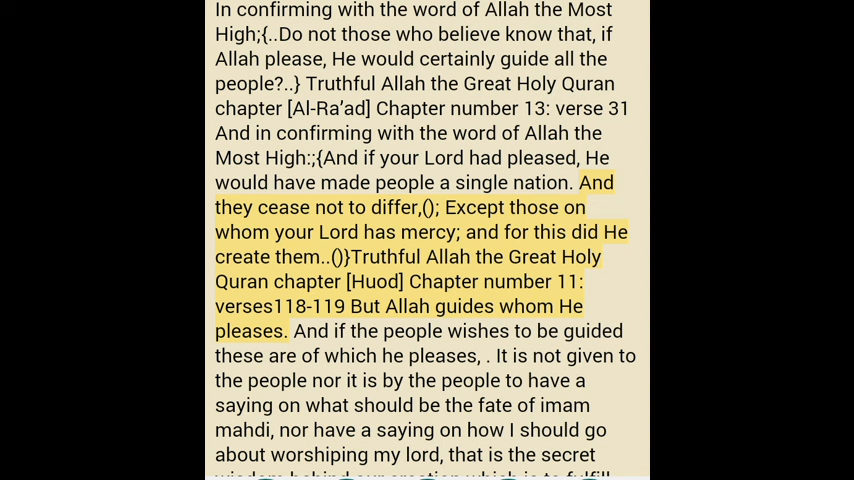 In confirming with the word of Allah the Most
High;{..Do not those who believe know that, if
Allah please, He would certainly guide all the
people?..} Truthful Allah the Great Holy Quran
chapter [Al-Ra’ad] Chapter number 13: verse 31
And in confirming with the word of Allah the
Most High:;{And if your Lord had pleased, He
would have made people a single nation. And
they cease not to differ,(); Except those on
whom your Lord has mercy; and for this did He
create them..()}Truthful Allah the Great Holy
Quran chapter [Huod] Chapter number 11:
verses118-119 But Allah guides whom He
pleases. And if the people wishes to be guided
these are of which he pleases, . It is not given to
the people nor it is by the people to have a
saying on what should be the fate of imam
mahdi, nor have a saying on how I should go
about worshiping my lord, that is the secret
wisdom behind our creation which is to fulfill